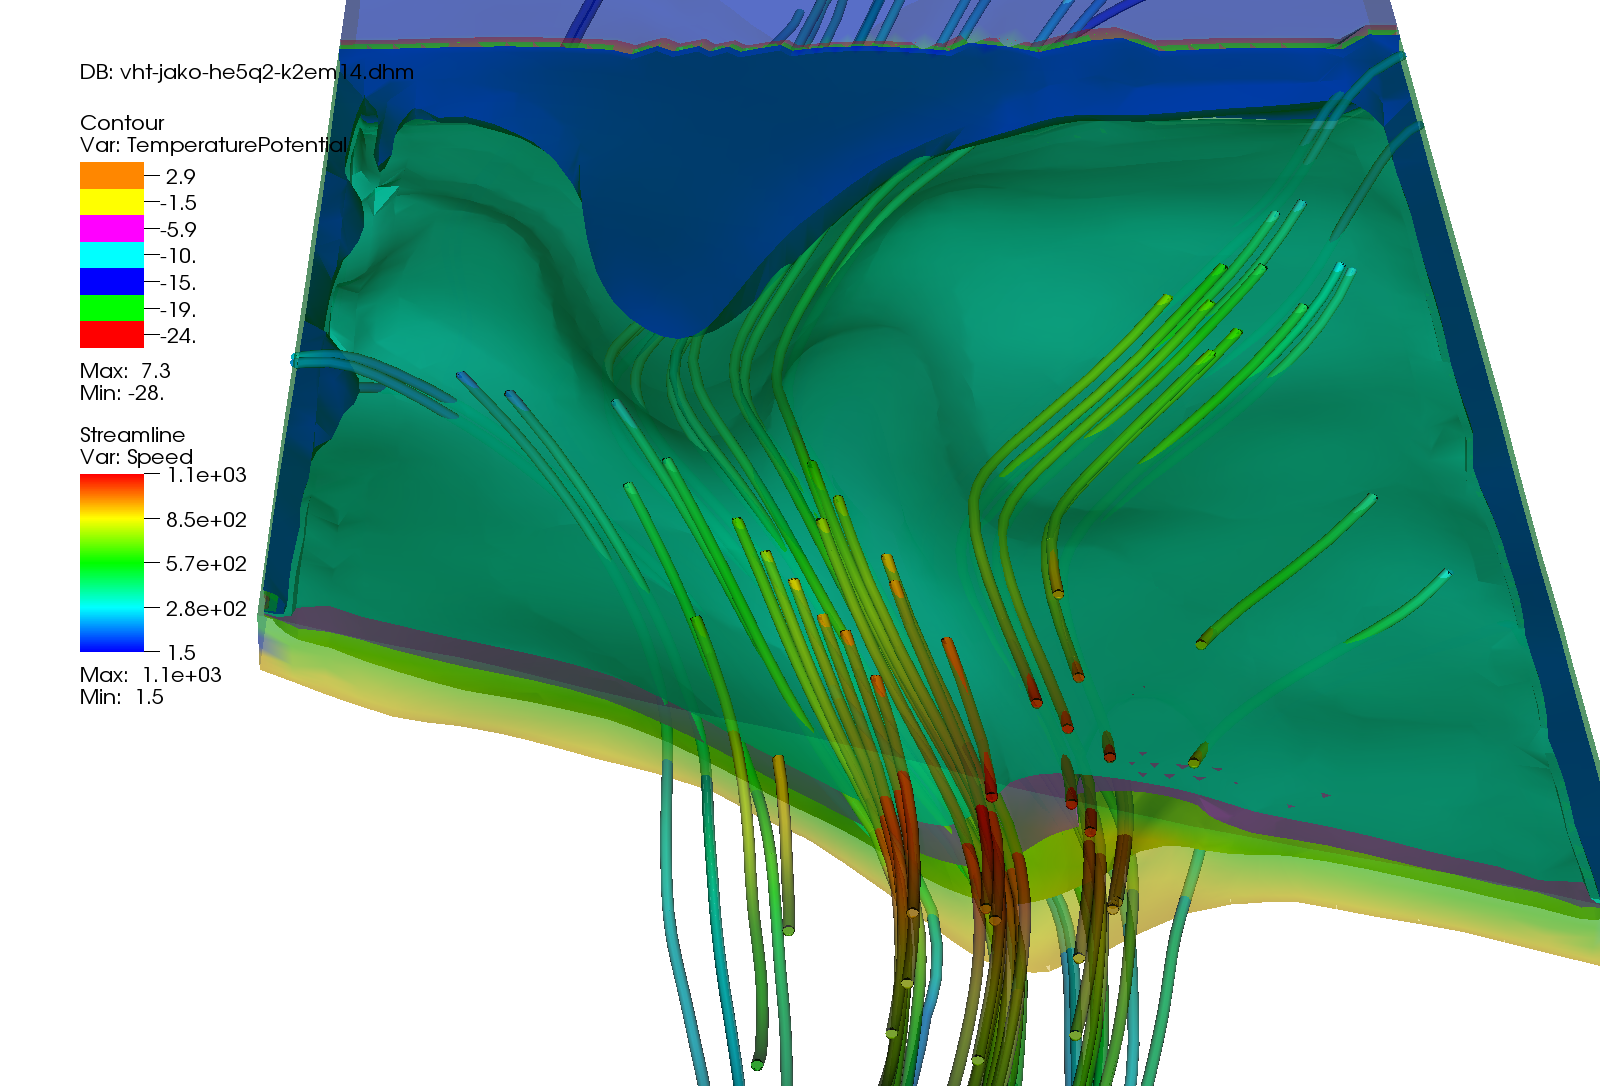 DB: vht-jako-he5q2-k2em14.dhm
Contour
Var: TemperaturePotential
2.9
-1.5
-5.9
-10.
-15.
-19.
-24.
Max: 7.3
Min: -28.
Streamline
Var: Speed
1.1e+03
8.5e+02
5.7e+02
2.8e+02
1.5
Max: 1.1e+03
Min: 1.5